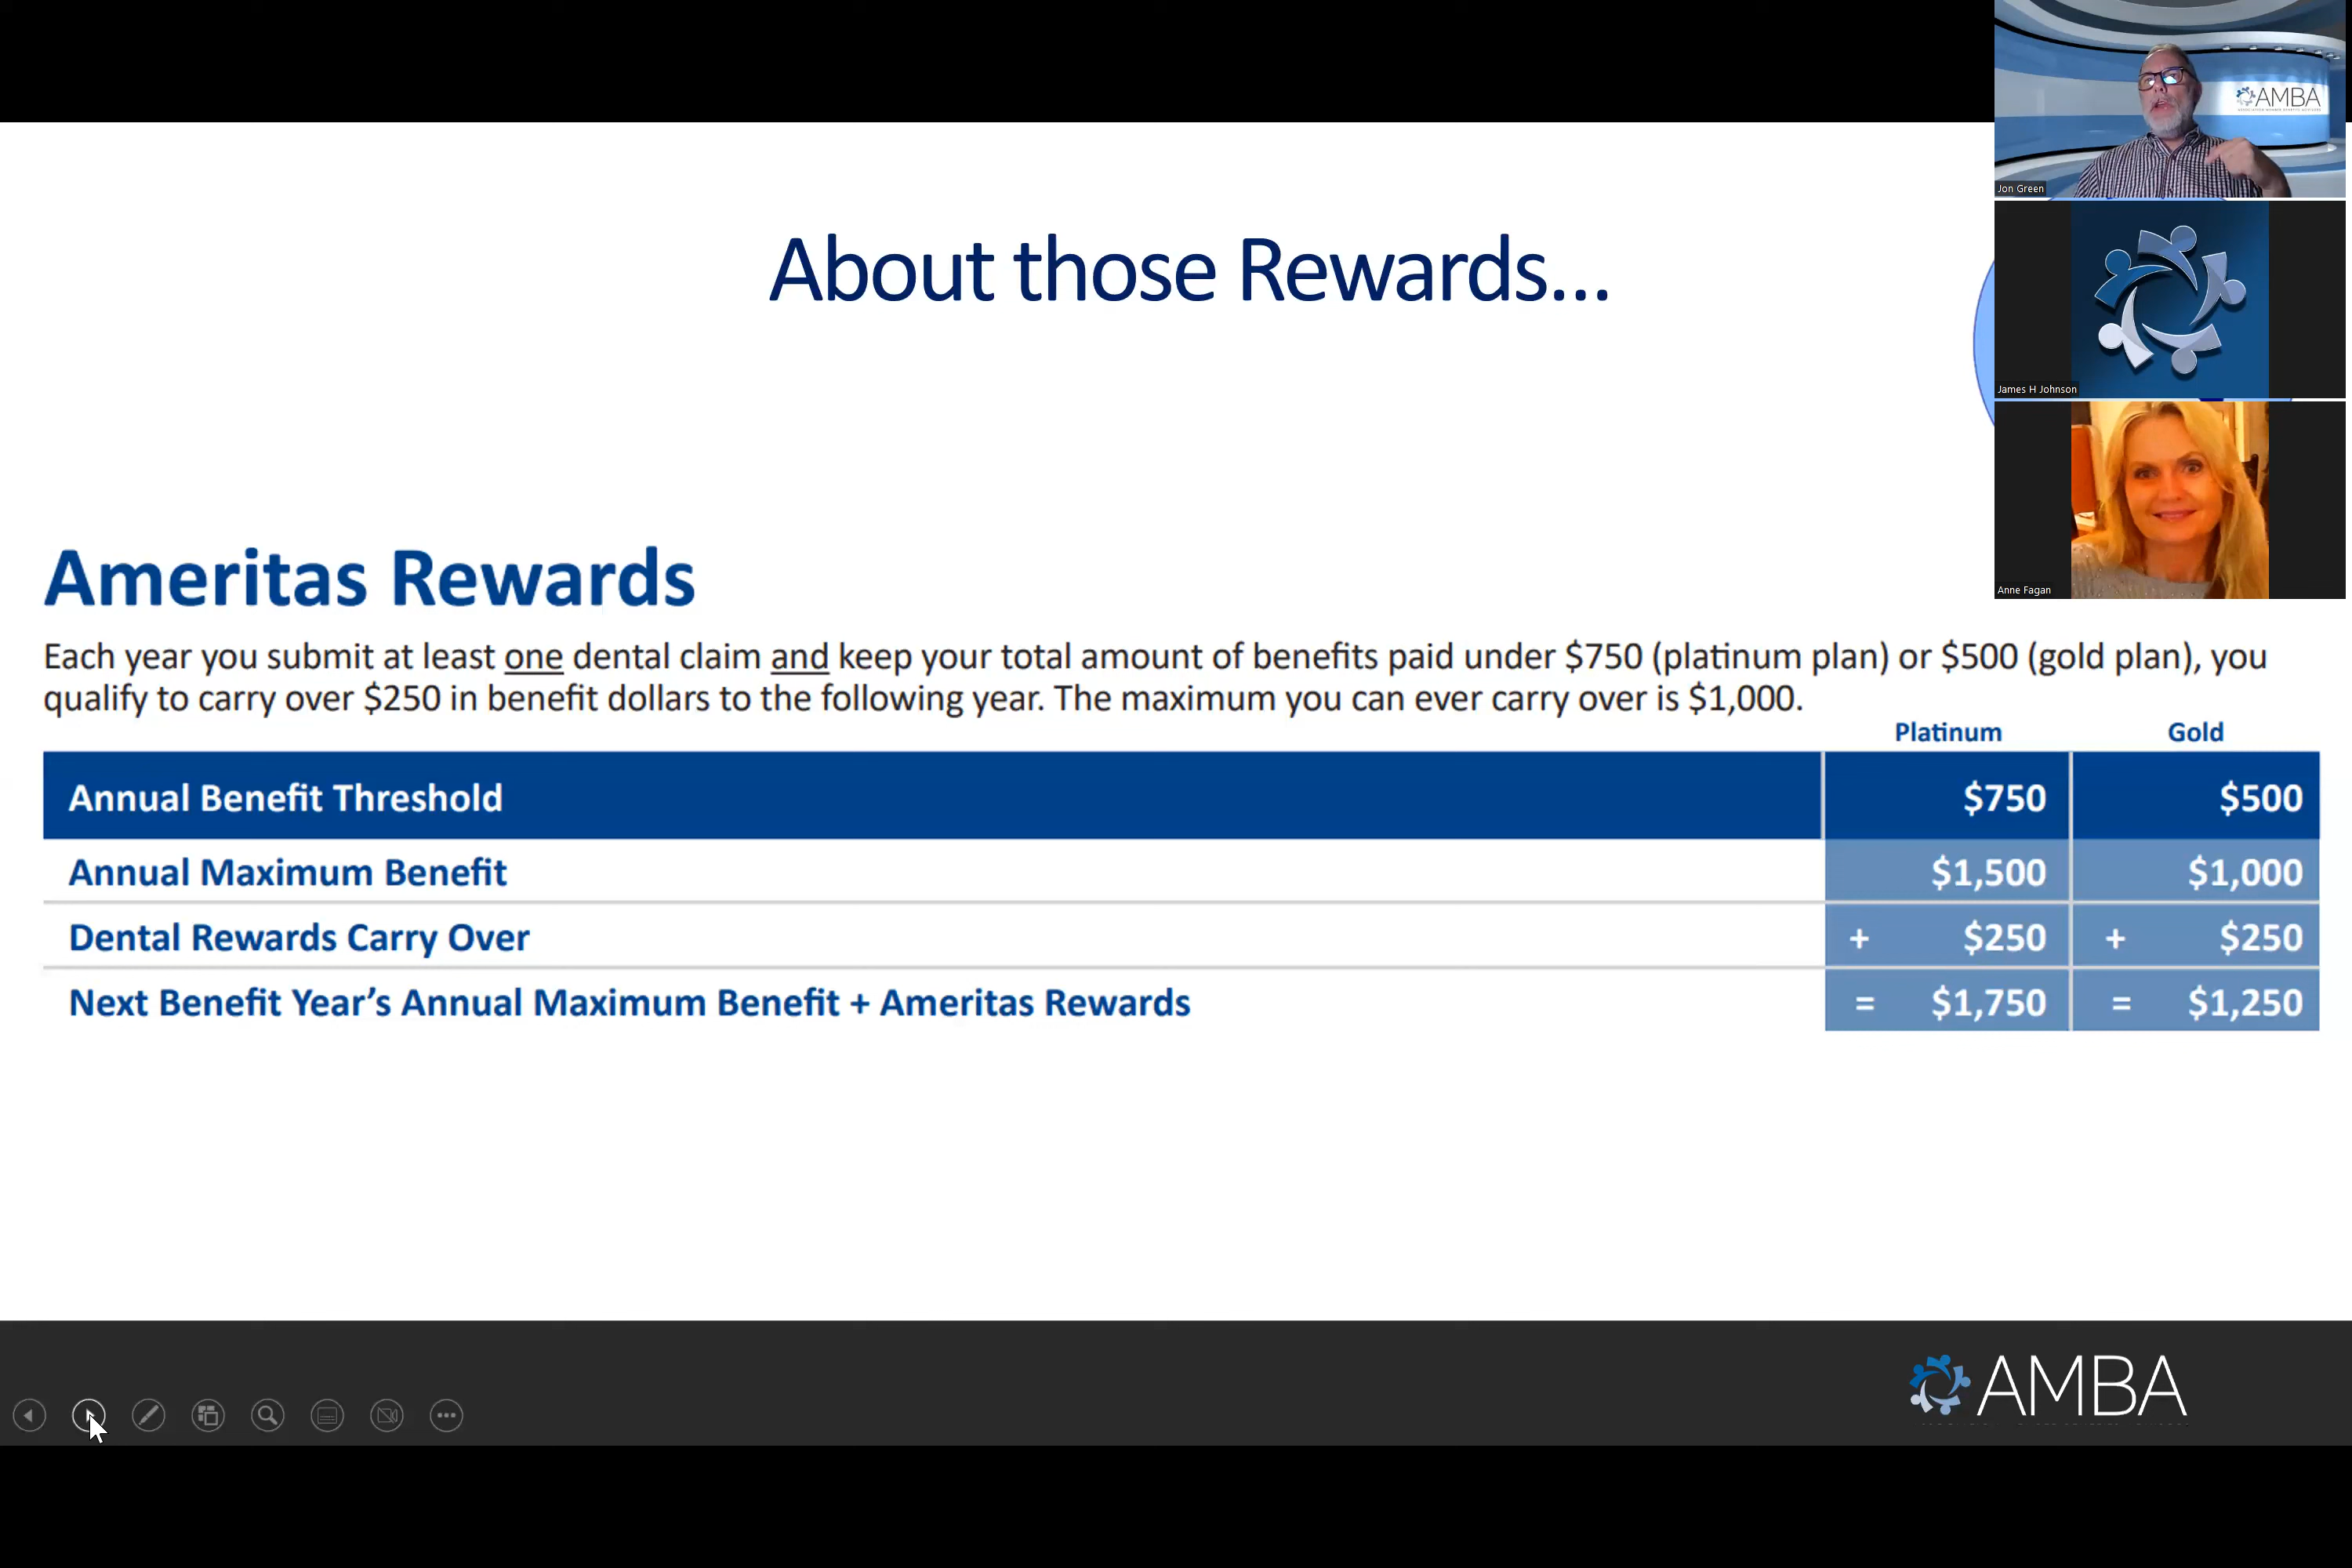 AMBA
Jon Green
About those Rewards...
James H Johnson
Anne Fagan
Ameritas Rewards
Each year you submit at least one dental claim and keep your total amount of benefits paid under $750 (platinum plan) or $500 (gold plan), you
qualify to carry over $250 in benefit dollars to the following year. The maximum you can ever carry over is $1,000.
Platinum Gold
Annual Benefit Threshold $750 $500
Annual Maximum Benefit $1,500 $1,000
Dental Rewards Carry Over + $250 + $250
Next Benefit Year's Annual Maximum Benefit + Ameritas Rewards = $1,750 = $1,250
AMBA